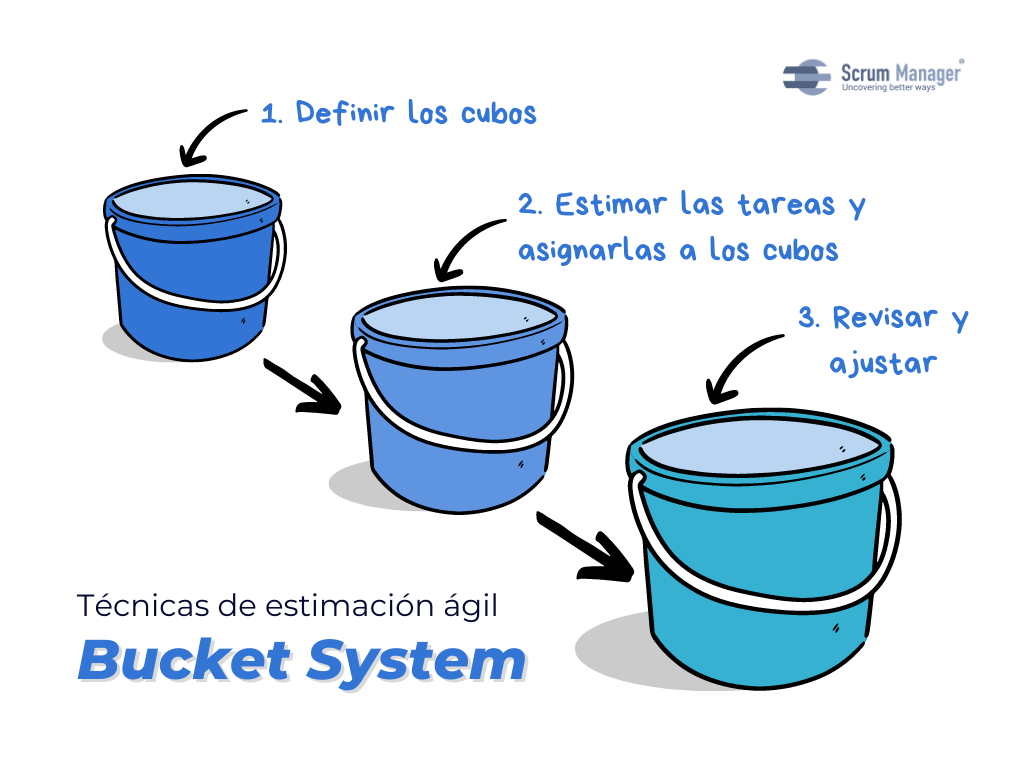 Scrum Manager®
Uncovering better ways
1. Definir los cubos
2. Estimar las tareas y
asignarlas a los cubos
3. Revisar y
ajustar
Técnicas de estimación ágil
Bucket System